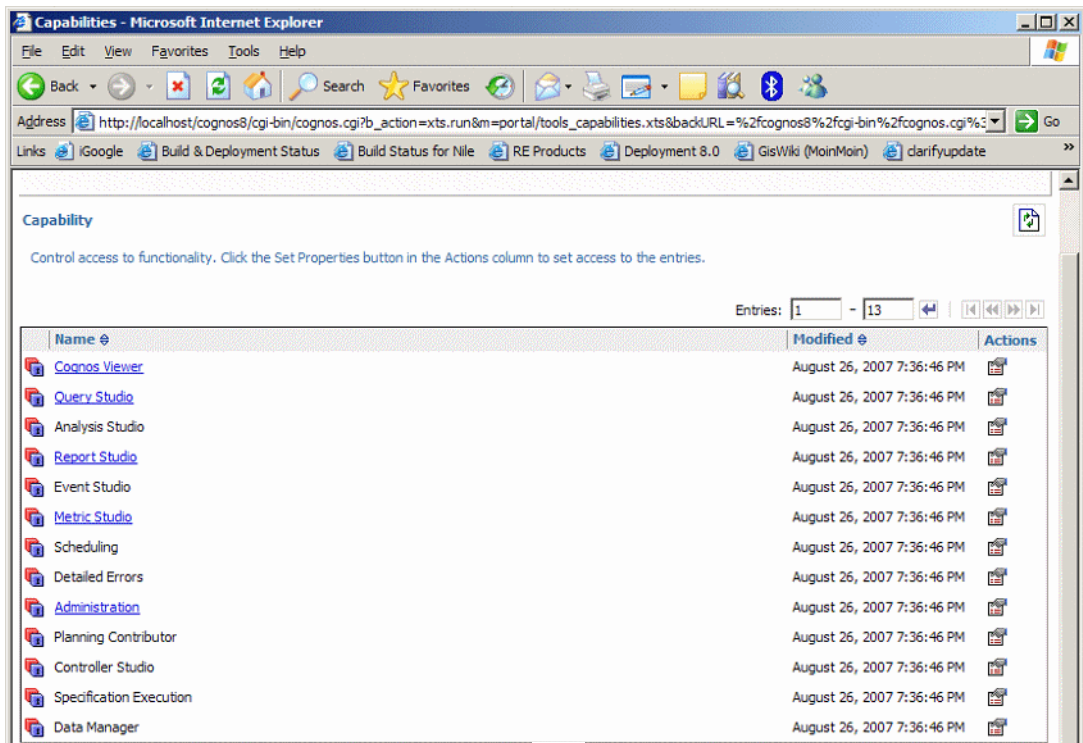 Capabilities - Microsoft Internet Explorer
File Edit View Favorites Tools Help
Back Search Favorites
Address http://localhost/cognos8/cgi-bin/cognos.cgi?b_action=xts.run&m=portal/tools_capabilities.xts&backURL=%2fcognos8%2fcgi-bin%2fcognos.cgi%3 Go
Links iGoogle Build & Deployment Status Build Status for Nile RE Products Deployment 8.0 GisWiki (MoinMoin) clarifyupdate »
Capability
Control access to functionality. Click the Set Properties button in the Actions column to set access to the entries.
Entries: 1 - 13
Name Modified Actions
Cognos Viewer August 26, 2007 7:36:46 PM
Query Studio August 26, 2007 7:36:46 PM
Analysis Studio August 26, 2007 7:36:46 PM
Report Studio August 26, 2007 7:36:46 PM
Event Studio August 26, 2007 7:36:46 PM
Metric Studio August 26, 2007 7:36:46 PM
Scheduling August 26, 2007 7:36:46 PM
Detailed Errors August 26, 2007 7:36:46 PM
Administration August 26, 2007 7:36:46 PM
Planning Contributor August 26, 2007 7:36:46 PM
Controller Studio August 26, 2007 7:36:46 PM
Specification Execution August 26, 2007 7:36:46 PM
Data Manager August 26, 2007 7:36:46 PM